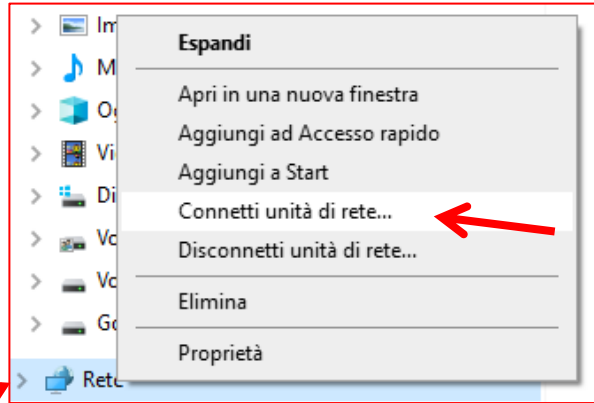 Espandi
Apri in una nuova finestra
Aggiungi ad Accesso rapido
Aggiungi a Start
Connetti unità di rete...
Disconnetti unità di rete...
Elimina
Proprietà
Rete